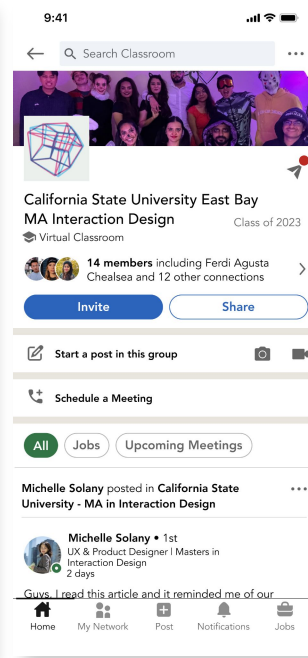 9:41
Search Classroom
California State University East Bay
MA Interaction Design
Class of 2023
Virtual Classroom
14 members including Ferdi Agusta
Chealsea and 12 other connections
Invite
Share
Start a post in this group
Schedule a Meeting
All
Jobs
Upcoming Meetings
Michelle Solany posted in California State
University - MA in Interaction Design
Michelle Solany • 1st
UX & Product Designer | Masters in
Interaction Design
2 days
Guys, I read this article and it reminded me of our
Home
My Network
Post
Notifications
Jobs